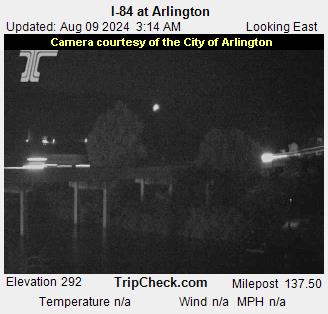 I-84 at Arlington
Updated: Aug 09 2024 3:14 AM Looking East
Camera courtesy of the City of Arlington
Elevation 292 TripCheck.com Milepost 137.50
Temperature n/a Wind n/a MPH n/a